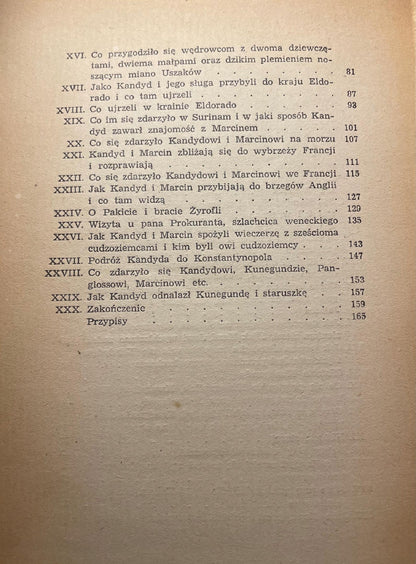 XVI. Co przygodziło się wędrowcom z dwoma dziewczę-
tami, dwiema małpami oraz dzikim plemieniem no-
szącym miano Uszaków . . . . . . . . 81
XVII. Jako Kandyd i jego sługa przybyli do kraju Eldo-
rado i co tam ujrzeli . . . . . . . . 87
XVIII. Co ujrzeli w krainie Eldorado . . . . . . 93
XIX. Co im się zdarzyło w Surinam i w jaki sposób Kan-
dyd zawarł znajomość z Marcinem . . . . . 101
XX. Co się zdarzyło Kandydowi i Marcinowi na morzu 107
XXI. Kandyd i Marcin zbliżają się do wybrzeży Francji
i rozprawiają . . . . . . . . . . 111
XXII. Co się zdarzyło Kandydowi i Marcinowi we Francji . 115
XXIII. Jak Kandyd i Marcin przybijają do brzegów Anglii
i co tam widzą . . . . . . . . . 127
XXIV. O Pakicie i bracie Żyrofli . . . . . . . 129
XXV. Wizyta u pana Prokuranta, szlachcica weneckiego 135
XXVI. Jak Kandyd i Marcin spożyli wieczerzę z sześcioma
cudzoziemcami i kim byli owi cudzoziemcy . . . 143
XXVII. Podróż Kandyda do Konstantynopola . . . . 147
XXVIII. Co zdarzyło się Kandydowi, Kunegundzie, Pan-
glossowi, Marcinowi etc. . . . . . . . 153
XXIX. Jak Kandyd odnalazł Kunegundę i staruszkę . . . 157
XXX. Zakończenie . . . . . . . . . . 159
Przypisy . . . . . . . . . . . 165